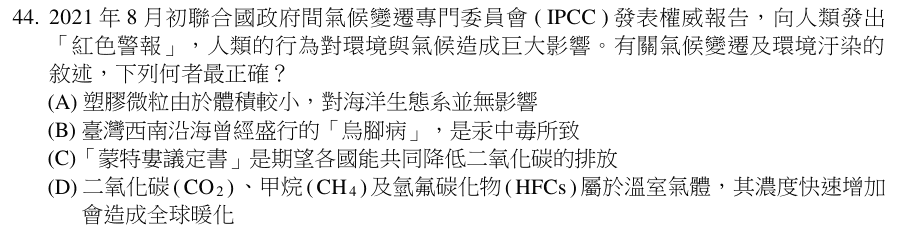 44. 2021 年 8 月初聯合國政府間氣候變遷專門委員會 ( IPCC ) 發表權威報告，向人類發出
「紅色警報」，人類的行為對環境與氣候造成巨大影響。有關氣候變遷及環境汙染的
敘述，下列何者最正確？
(A) 塑膠微粒由於體積較小，對海洋生態系並無影響
(B) 臺灣西南沿海曾經盛行的「烏腳病」，是汞中毒所致
(C)「蒙特婁議定書」是期望各國能共同降低二氧化碳的排放
(D) 二氧化碳 ( CO₂ ) 、甲烷 ( CH₄ ) 及氫氟碳化物 ( HFCs ) 屬於溫室氣體，其濃度快速增加
會造成全球暖化